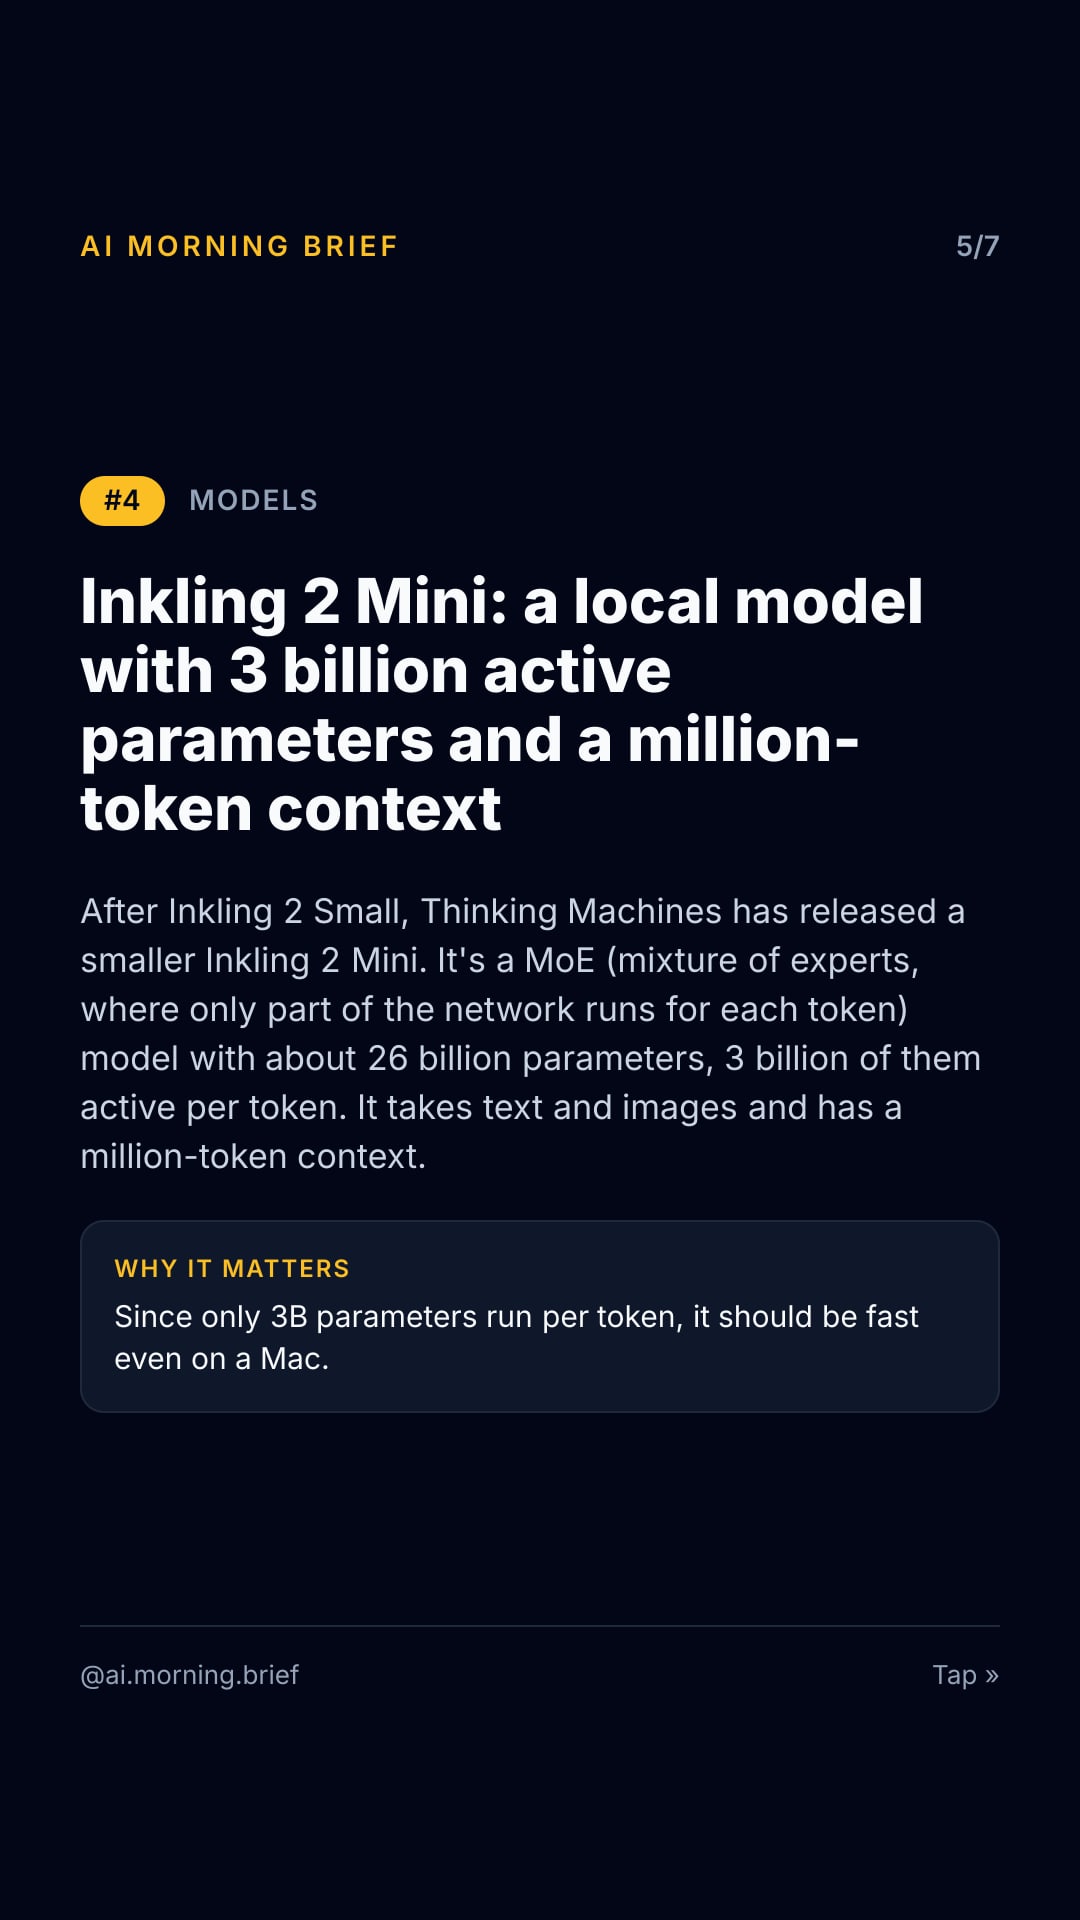 AI MORNING BRIEF
5/7
#4 MODELS
Inkling 2 Mini: a local model
with 3 billion active
parameters and a million-
token context
After Inkling 2 Small, Thinking Machines has released a
smaller Inkling 2 Mini. It's a MoE (mixture of experts,
where only part of the network runs for each token)
model with about 26 billion parameters, 3 billion of them
active per token. It takes text and images and has a
million-token context.
WHY IT MATTERS
Since only 3B parameters run per token, it should be fast
even on a Mac.
@ai.morning.brief
Tap »